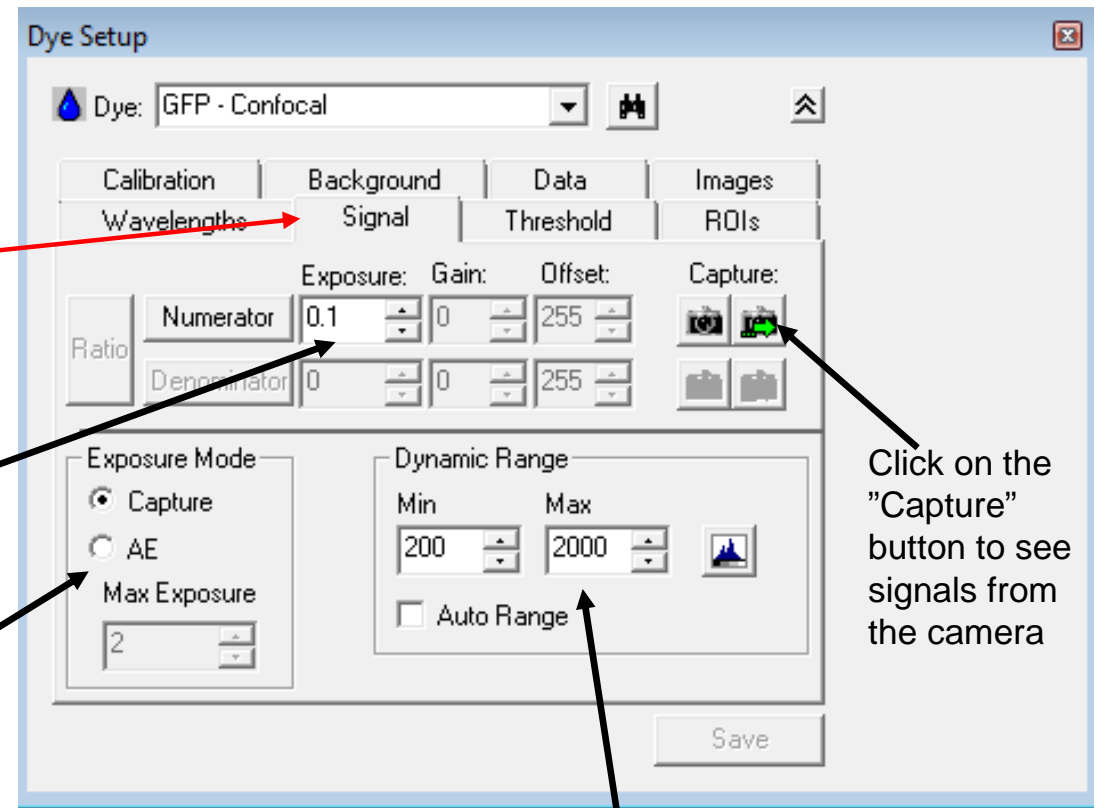 Dye Setup
Dye: GFP - Confocal
Calibration Background Data Images
Wavelengths Signal Threshold ROIs
Exposure: Gain: Offset: Capture:
Ratio Numerator 0.1 0 255
Denominator 0 0 255
Exposure Mode
Capture
AE
Max Exposure
2
Dynamic Range
Min Max
200 2000
Auto Range
Save
Click on the
”Capture”
button to see
signals from
the camera